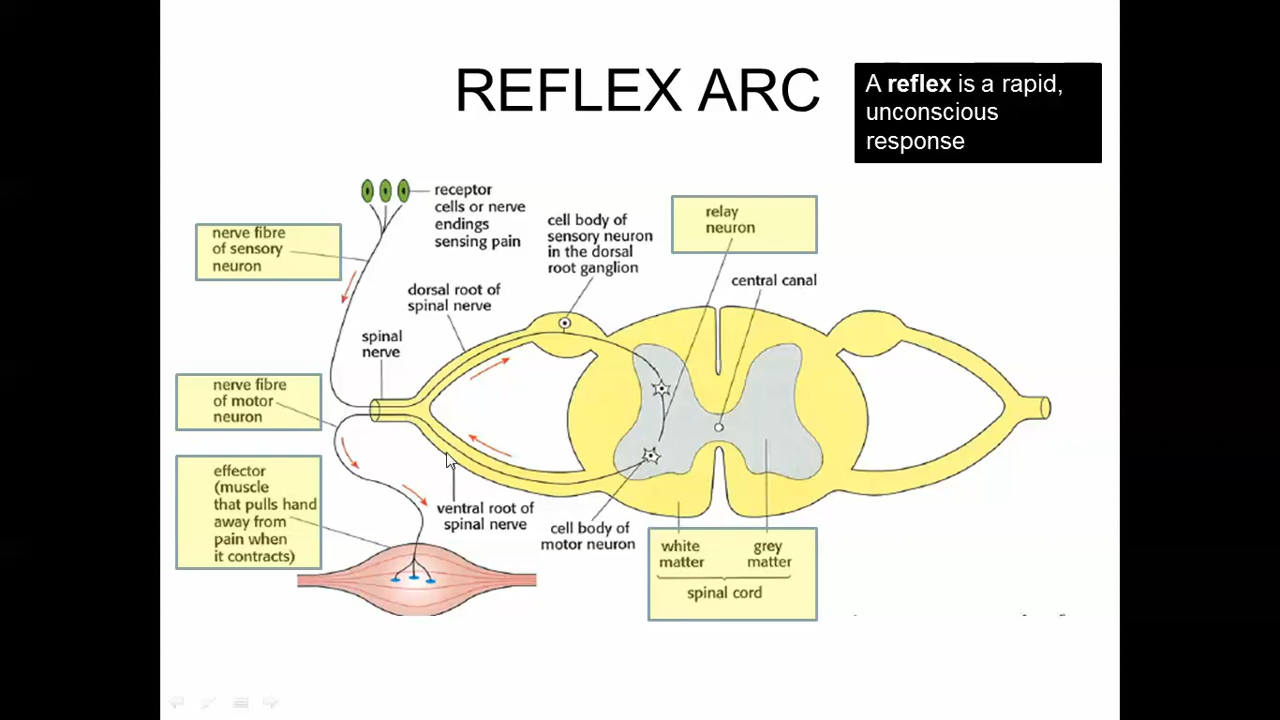 REFLEX ARC
A reflex is a rapid,
unconscious
response
receptor
cells or nerve
endings
sensing pain
nerve fibre
of sensory
neuron
cell body of
sensory neuron
in the dorsal
root ganglion
relay
neuron
central canal
dorsal root of
spinal nerve
spinal
nerve
nerve fibre
of motor
neuron
effector
(muscle
that pulls hand
away from
pain when
it contracts)
ventral root of
spinal nerve
cell body of
motor neuron
white
matter
grey
matter
spinal cord